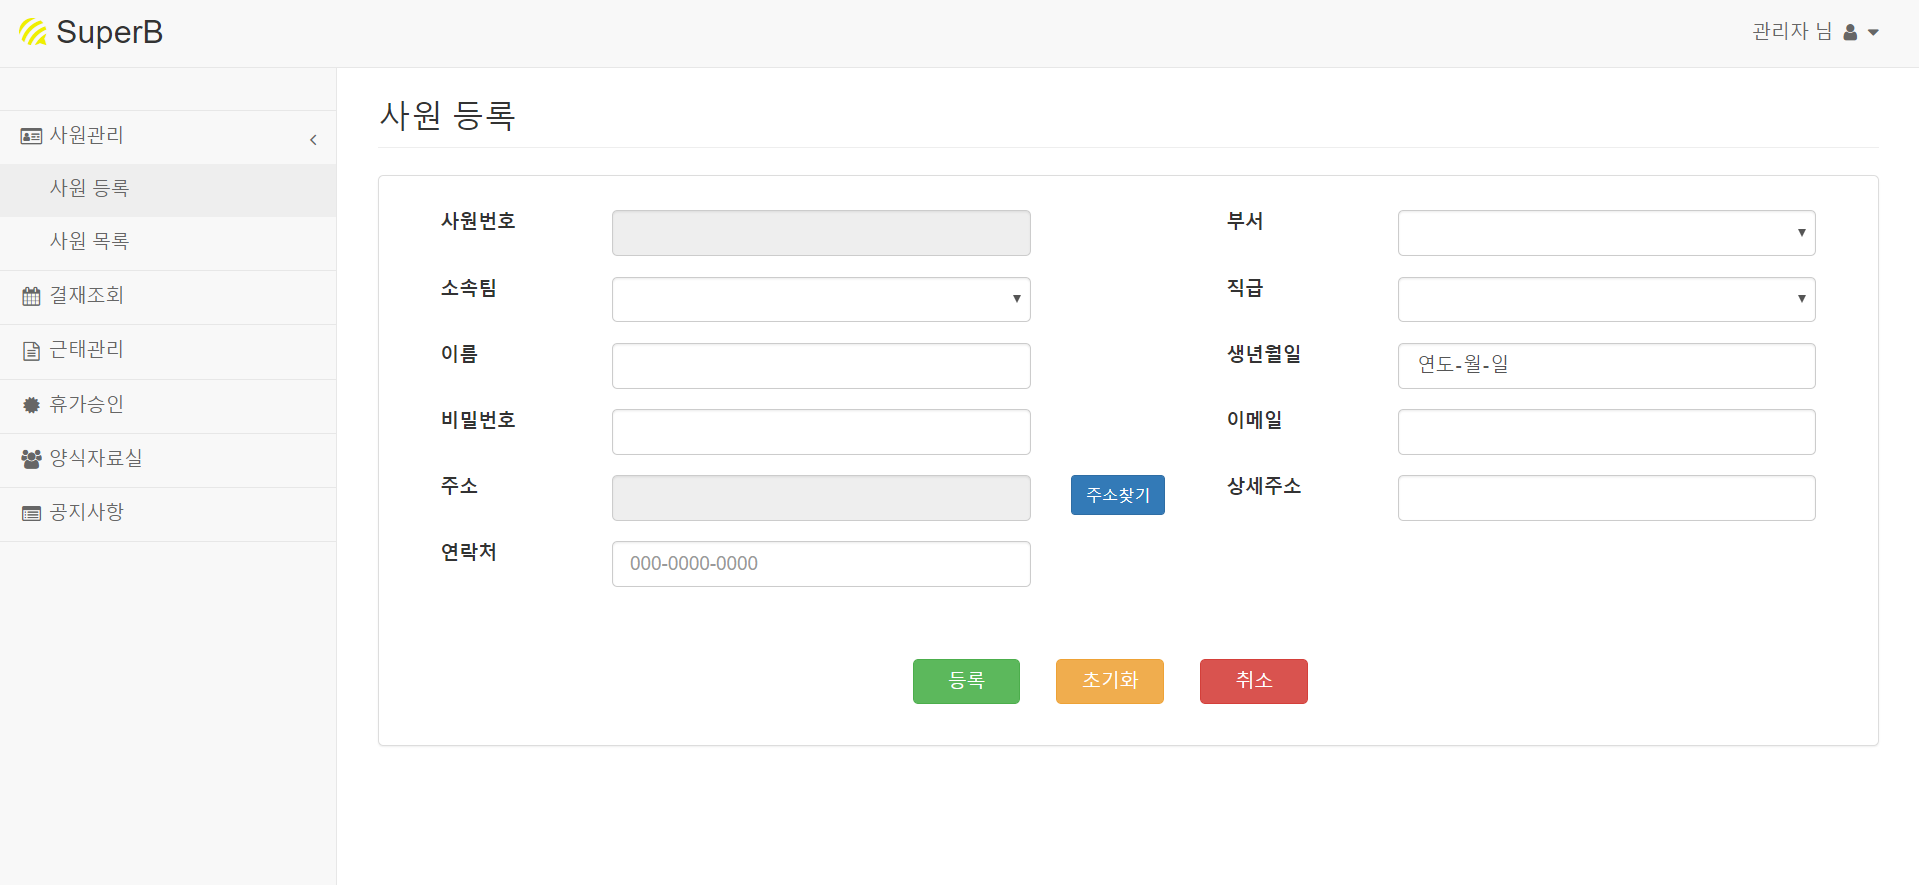 SuperB
관리자 님
사원관리
사원 등록
사원 목록
결재조회
근태관리
휴가승인
양식자료실
공지사항
사원 등록
사원번호
부서
소속팀
직급
이름
생년월일 연도-월-일
비밀번호
이메일
주소 주소찾기
상세주소
연락처 000-0000-0000
등록 초기화 취소